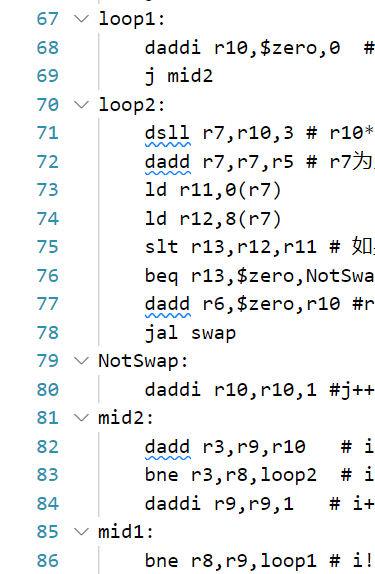 67 loop1:
68 daddi r10,$zero,0 #
69 j mid2
70 loop2:
71 dsll r7,r10,3 # r10*
72 dadd r7,r7,r5 # r7为
73 ld r11,0(r7)
74 ld r12,8(r7)
75 slt r13,r12,r11 # 如
76 beq r13,$zero,NotSwa
77 dadd r6,$zero,r10 #r
78 jal swap
79 NotSwap:
80 daddi r10,r10,1 #j++
81 mid2:
82 dadd r3,r9,r10 # i
83 bne r3,r8,loop2 # i
84 daddi r9,r9,1 # i+
85 mid1:
86 bne r8,r9,loop1 # i!